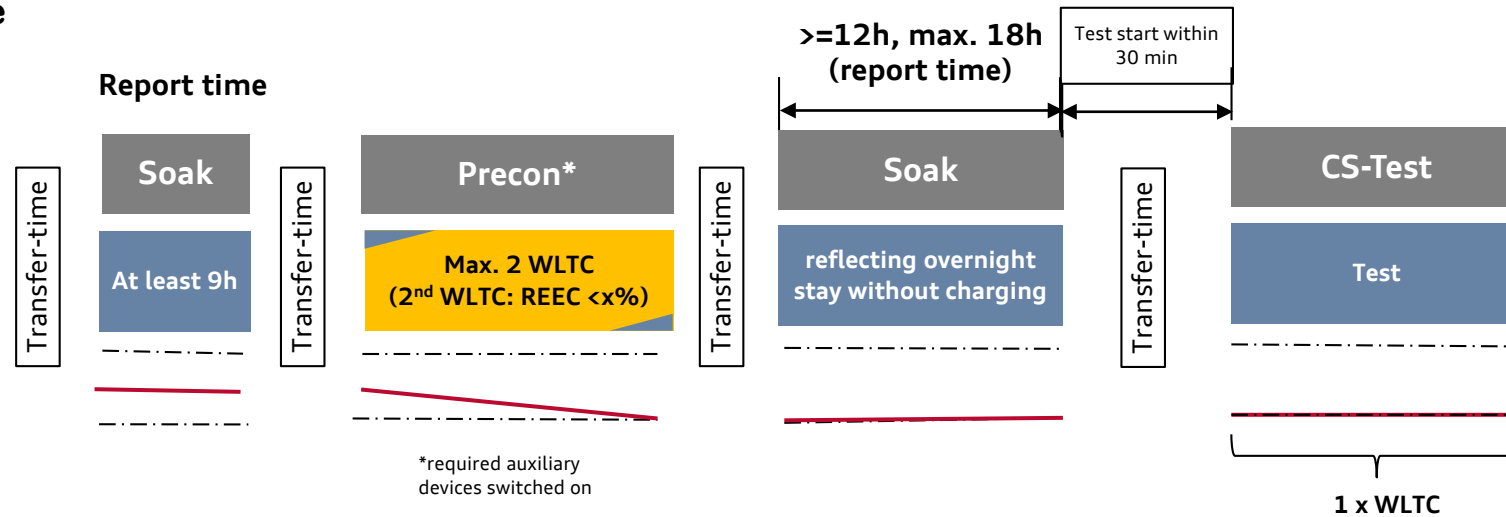 e
>=12h, max. 18h
(report time)
Test start within
30 min
Report time
Transfer-time
Soak
Transfer-time
Precon*
Transfer-time
Soak
Transfer-time
CS-Test
At least 9h
Max. 2 WLTC
(2nd WLTC: REEC <x%)
reflecting overnight
stay without charging
Test
*required auxiliary
devices switched on
1 x WLTC